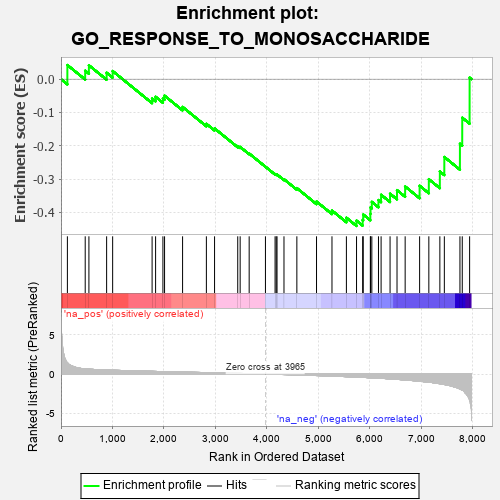 Enrichment plot:
GO_RESPONSE_TO_MONOSACCHARIDE
Enrichment score (ES)
0.0
-0.1
-0.2
-0.3
-0.4
'na_pos' (positively correlated)
Ranked list metric (PreRanked)
5
0
-5
Zero cross at 3965
'na_neg' (negatively correlated)
0
1,000
2,000
3,000
4,000
5,000
6,000
7,000
8,000
Rank in Ordered Dataset
Enrichment profile
Hits
Ranking metric scores